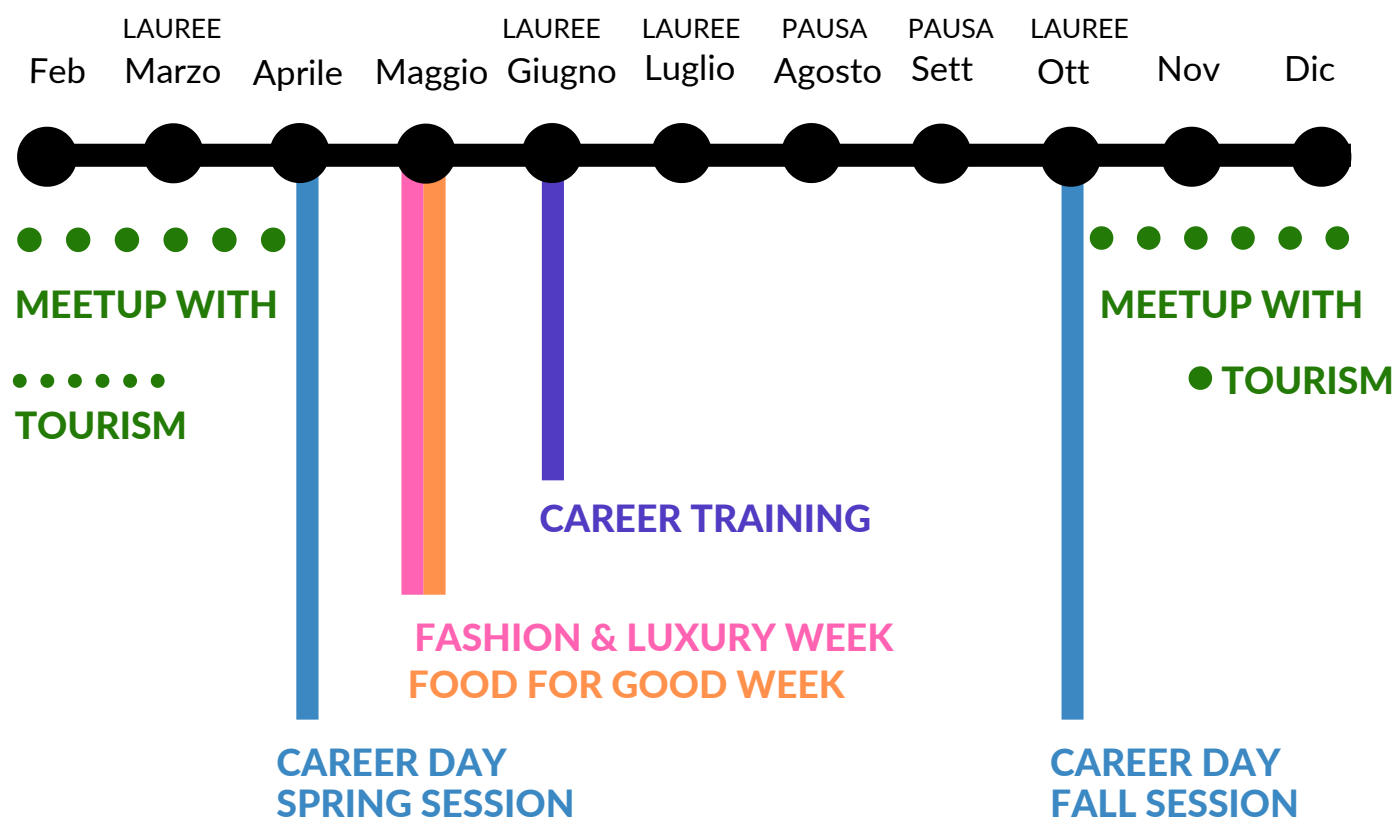 LAUREE LAUREE LAUREE PAUSA PAUSA LAUREE
Feb Marzo Aprile Maggio Giugno Luglio Agosto Sett Ott Nov Dic
MEETUP WITH MEETUP WITH
TOURISM
TOURISM
CAREER TRAINING
FASHION & LUXURY WEEK
FOOD FOR GOOD WEEK
CAREER DAY CAREER DAY
SPRING SESSION FALL SESSION